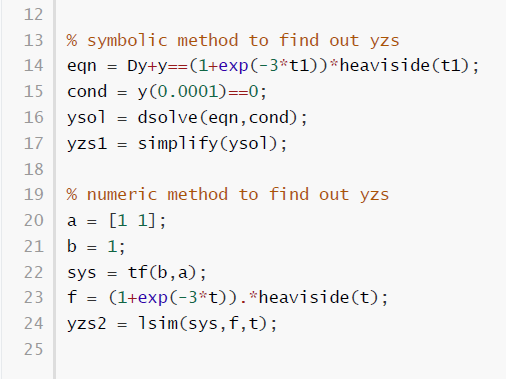 12
13 % symbolic method to find out yzs
14 eqn = Dy+y==(1+exp(-3*t1))*heaviside(t1);
15 cond = y(0.0001)==0;
16 ysol = dsolve(eqn,cond);
17 yzs1 = simplify(ysol);
18
19 % numeric method to find out yzs
20 a = [1 1];
21 b = 1;
22 sys = tf(b,a);
23 f = (1+exp(-3*t)).*heaviside(t);
24 yzs2 = lsim(sys,f,t);
25